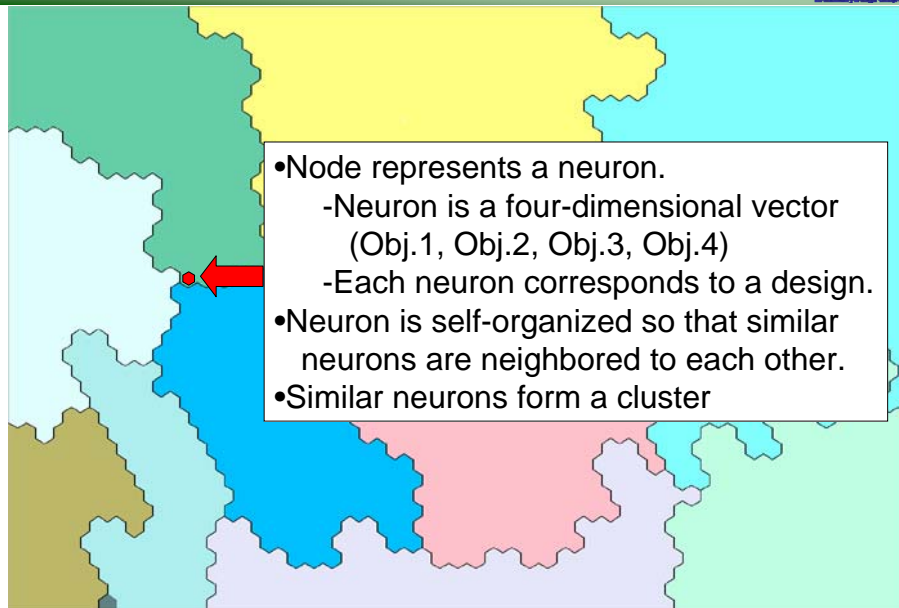 •Node represents a neuron.
-Neuron is a four-dimensional vector
(Obj.1, Obj.2, Obj.3, Obj.4)
-Each neuron corresponds to a design.
•Neuron is self-organized so that similar
neurons are neighbored to each other.
•Similar neurons form a cluster